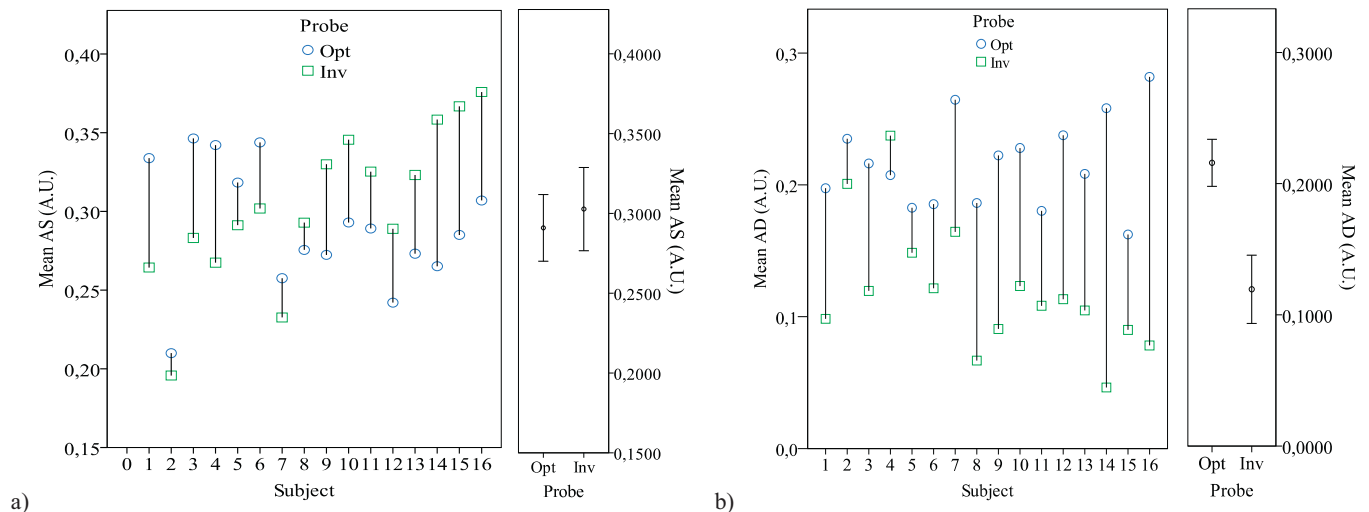 Probe
Opt
Inv
0,40
0,35
0,30
0,25
0,20
0,15
Mean AS (A.U.)
0 1 2 3 4 5 6 7 8 9 10 11 12 13 14 15 16
Subject
0,4000
0,3500
0,3000
0,2500
0,2000
0,1500
Mean AS (A.U.)
Opt Inv
Probe
a)
Probe
Opt
Inv
0,3
0,2
0,1
0,0
Mean AD (A.U.)
1 2 3 4 5 6 7 8 9 10 11 12 13 14 15 16
Subject
0,3000
0,2000
0,1000
0,0000
Mean AD (A.U.)
Opt Inv
Probe
b)